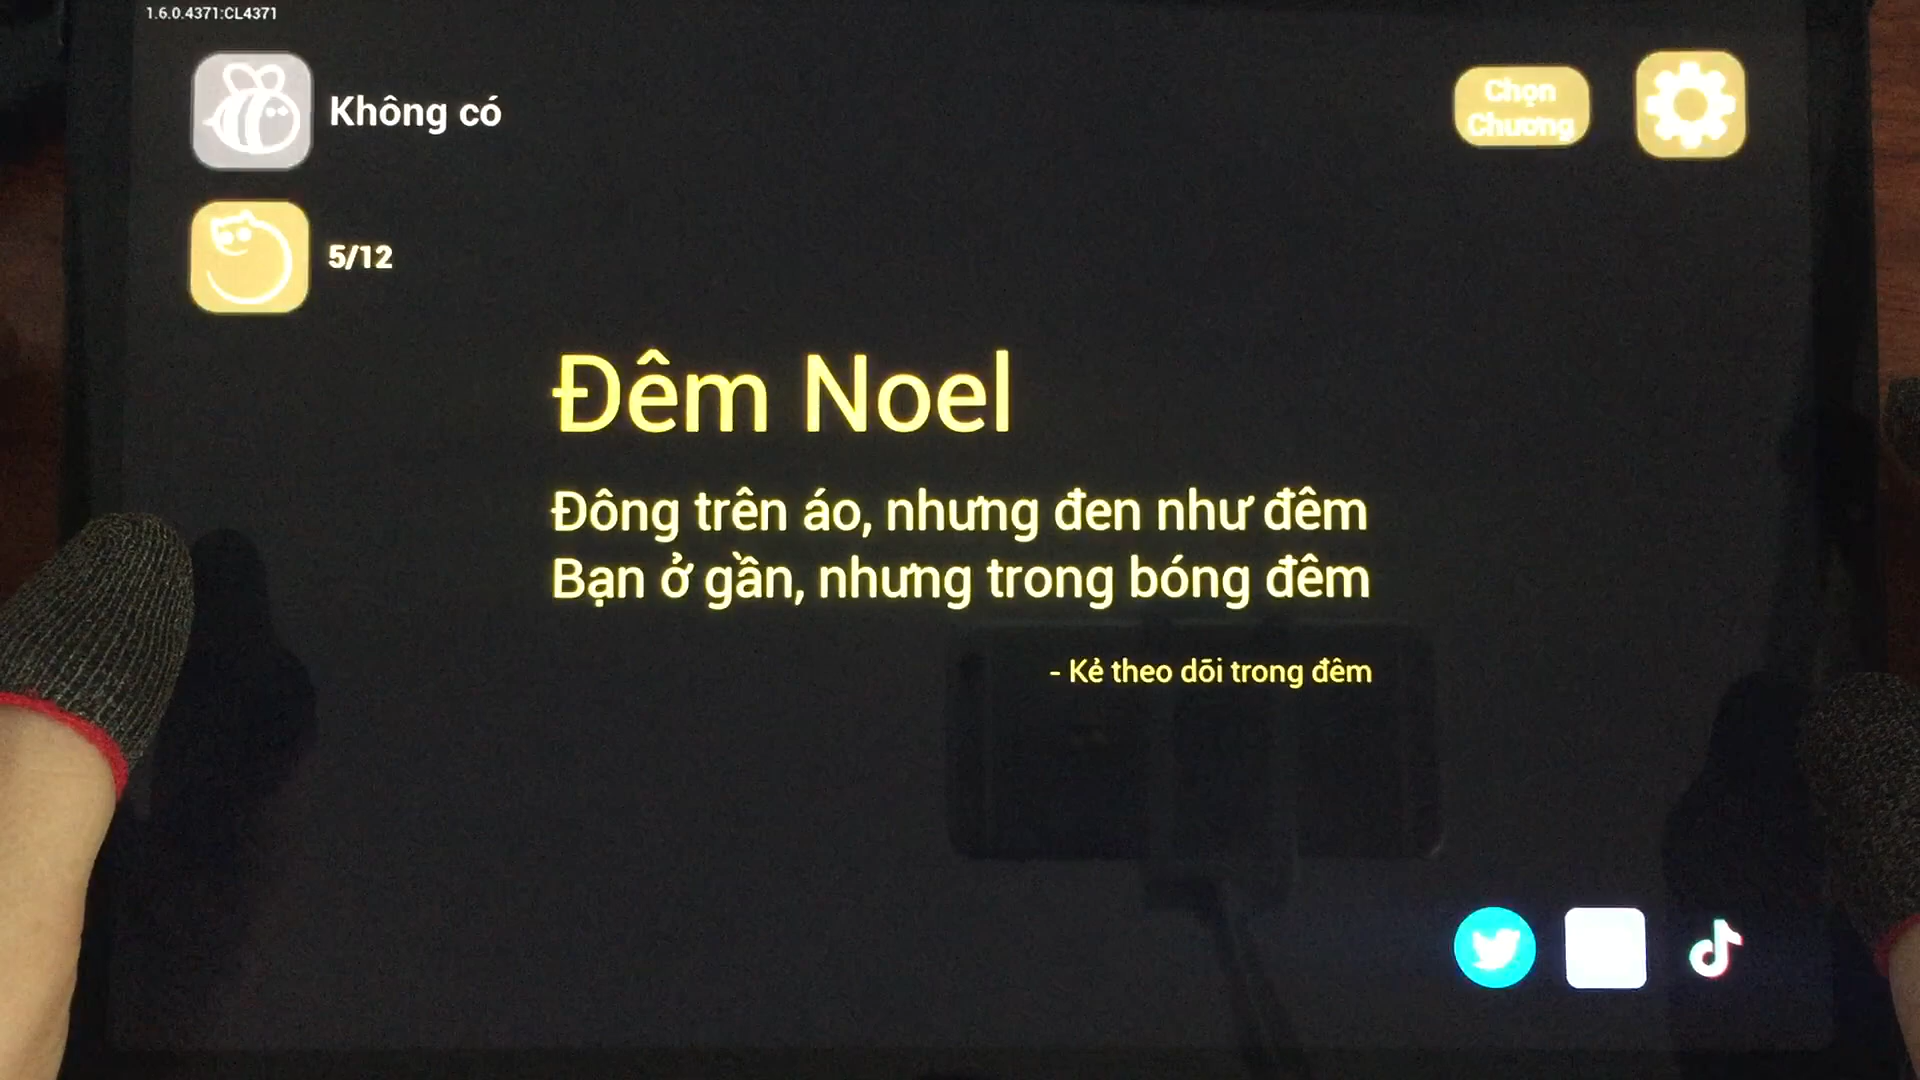 1.6.0.4371:CL4371
Không có
Chọn
Chương
5/12
Đêm Noel
Đông trên áo, nhưng đen như đêm
Bạn ở gần, nhưng trong bóng đêm
- Kẻ theo dõi trong đêm